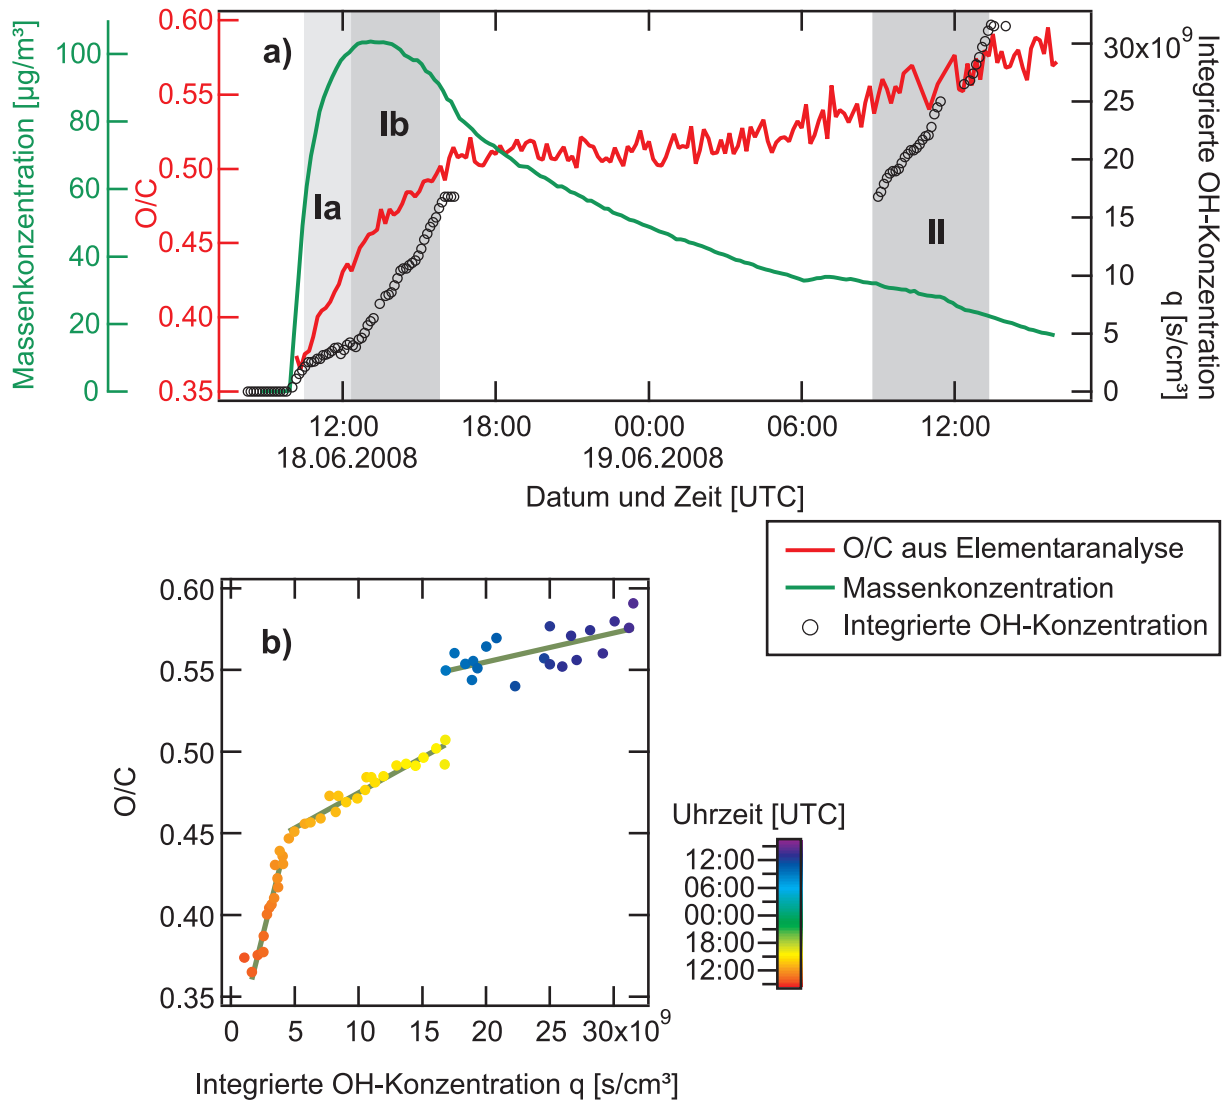 a)
Ia
Ib
II
Massenkonzentration [µg/m³]
100
80
60
40
20
0
O/C
0.60
0.55
0.50
0.45
0.40
0.35
30x10⁹
25
20
15
10
5
0
Integrierte OH-Konzentration
q [s/cm³]
12:00 18:00 00:00 06:00 12:00
18.06.2008 19.06.2008
Datum und Zeit [UTC]
O/C aus Elementaranalyse
Massenkonzentration
Integrierte OH-Konzentration
b)
O/C
0.60
0.55
0.50
0.45
0.40
0.35
0 5 10 15 20 25 30x10⁹
Integrierte OH-Konzentration q [s/cm³]
Uhrzeit [UTC]
12:00
06:00
00:00
18:00
12:00